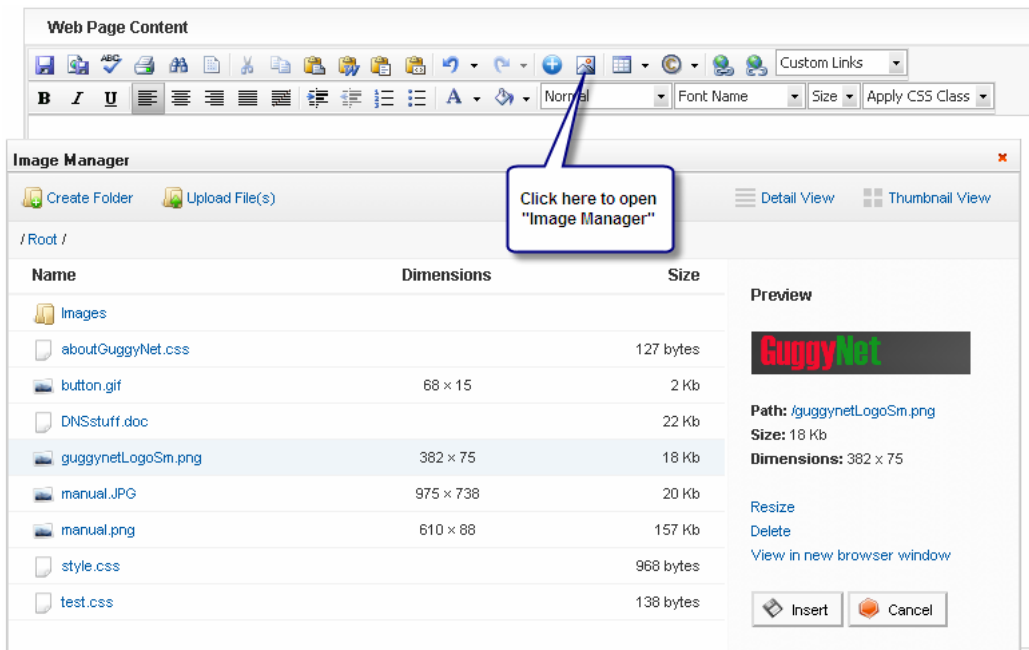 Web Page Content
ABC
Custom Links
B I U A Normal Font Name Size Apply CSS Class
Image Manager
Click here to open
"Image Manager"
Create Folder Upload File(s) Detail View Thumbnail View
/ Root /
Name Dimensions Size
Preview
Images
aboutGuggyNet.css 127 bytes
GuggyNet
button.gif 68 × 15 2 Kb
DNSstuff.doc 22 Kb
Path: /guggynetLogoSm.png
Size: 18 Kb
guggynetLogoSm.png 382 × 75 18 Kb
Dimensions: 382 x 75
manual.JPG 975 × 738 20 Kb
Resize
manual.png 610 × 88 157 Kb
Delete
View in new browser window
style.css 968 bytes
test.css 138 bytes
Insert Cancel